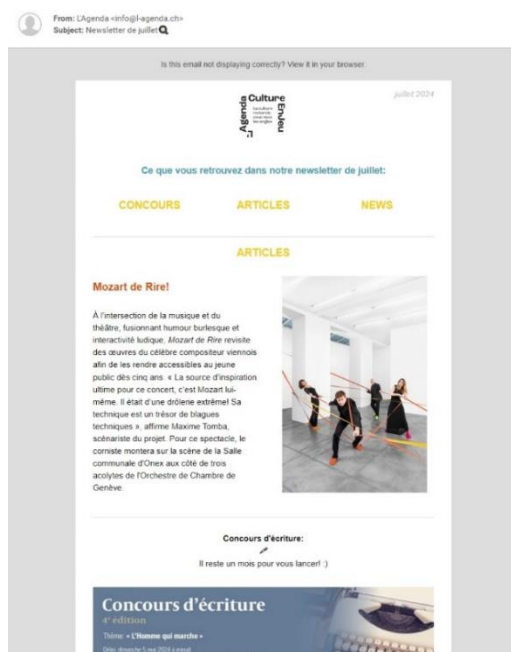 From: L'Agenda <info@l-agenda.ch>
Subject: Newsletter de juillet
Is this email not displaying correctly? View it in your browser.
juillet 2024
Agenda
Culture
EnJeu
Ce que vous retrouvez dans notre newsletter de juillet:
CONCOURS ARTICLES NEWS
ARTICLES
Mozart de Rire!
À l'intersection de la musique et du
théâtre, fusionnant humour burlesque et
interactivité ludique, Mozart de Rire revisite
des œuvres du célèbre compositeur viennois
afin de les rendre accessibles au jeune
public dès cinq ans. « La source d'inspiration
ultime pour ce concert, c'est Mozart lui-
même. Il était d'une drôlerie extrême! Sa
technique est un trésor de blagues
techniques », affirme Maxime Tomba,
scénariste du projet. Pour ce spectacle, le
corniste montera sur la scène de la Salle
communale d'Onex aux côté de trois
acolytes de l'Orchestre de Chambre de
Genève.
Concours d'écriture:
Il reste un mois pour vous lancer! :)
Concours d'écriture
4e édition
Thème: « L'Homme qui marche »